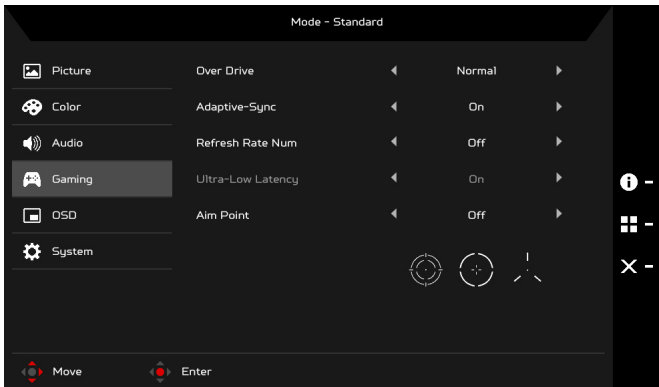 Mode - Standard
Picture
Over Drive Normal
Color
Adaptive-Sync On
Audio
Refresh Rate Num Off
Gaming
Ultra-Low Latency On
OSD
Aim Point Off
System
Move Enter